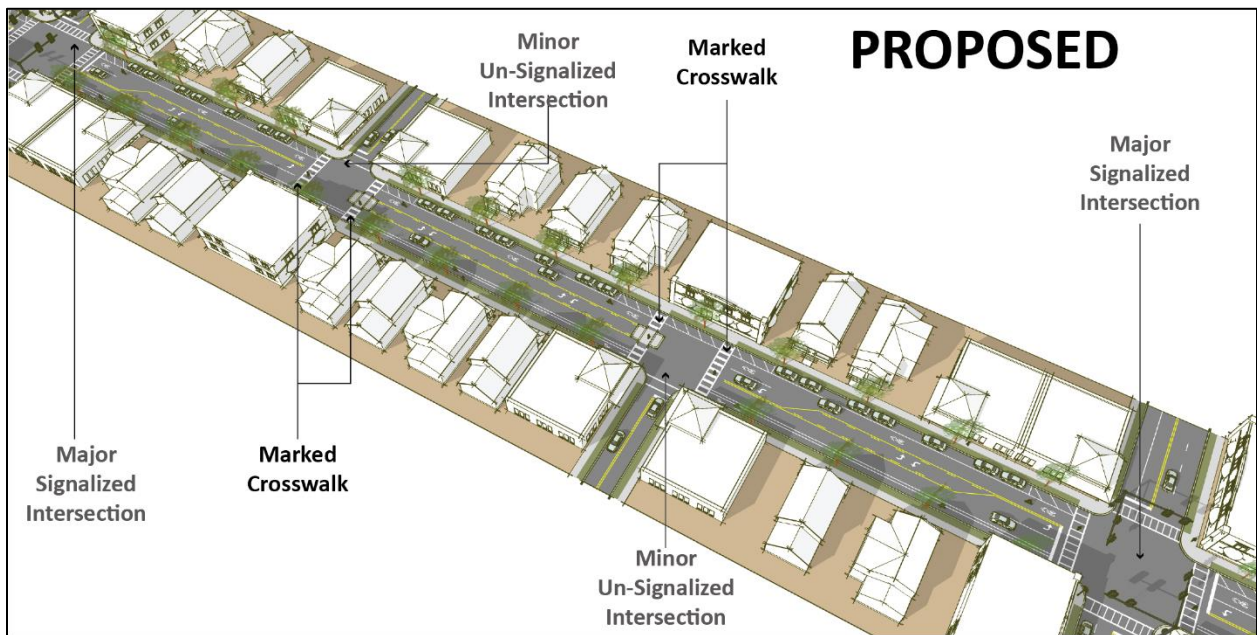 PROPOSED
Minor
Un-Signalized
Intersection
Marked
Crosswalk
Major
Signalized
Intersection
Major
Signalized
Intersection
Marked
Crosswalk
Minor
Un-Signalized
Intersection